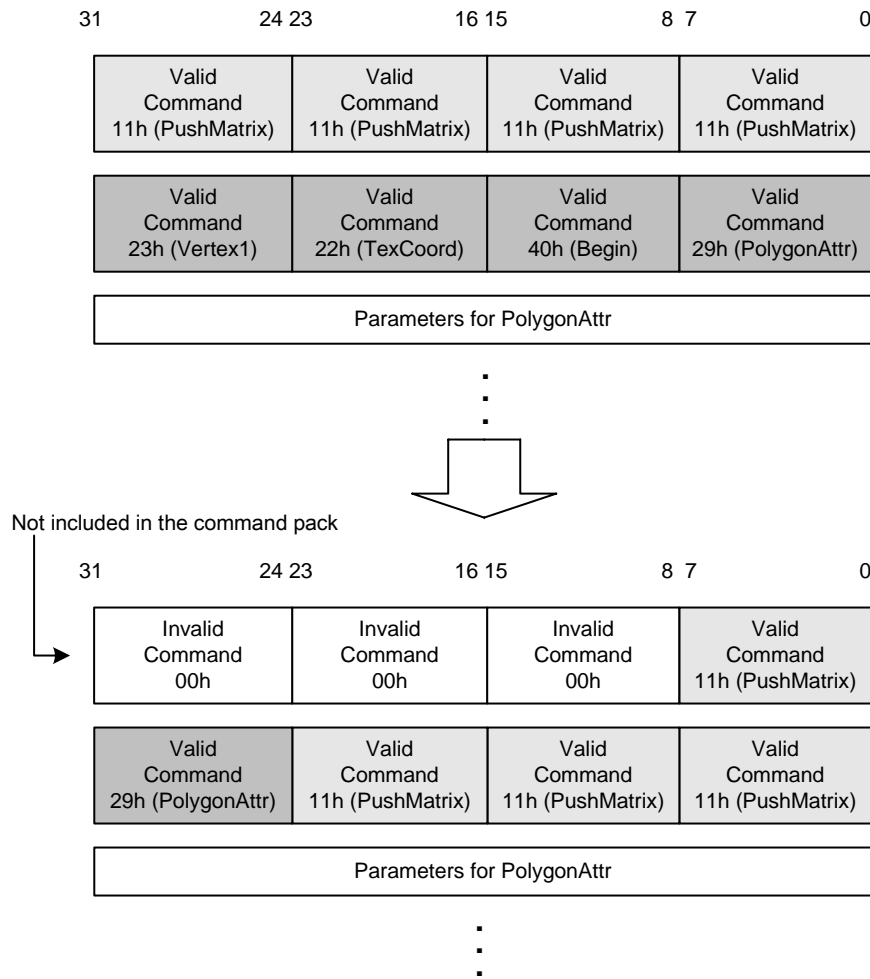 31 24 23 16 15 8 7 0
Valid Command 11h (PushMatrix) Valid Command 11h (PushMatrix) Valid Command 11h (PushMatrix) Valid Command 11h (PushMatrix)
Valid Command 23h (Vertex1) Valid Command 22h (TexCoord) Valid Command 40h (Begin) Valid Command 29h (PolygonAttr)
Parameters for PolygonAttr
Not included in the command pack
31 24 23 16 15 8 7 0
Invalid Command 00h Invalid Command 00h Invalid Command 00h Valid Command 11h (PushMatrix)
Valid Command 29h (PolygonAttr) Valid Command 11h (PushMatrix) Valid Command 11h (PushMatrix) Valid Command 11h (PushMatrix)
Parameters for PolygonAttr